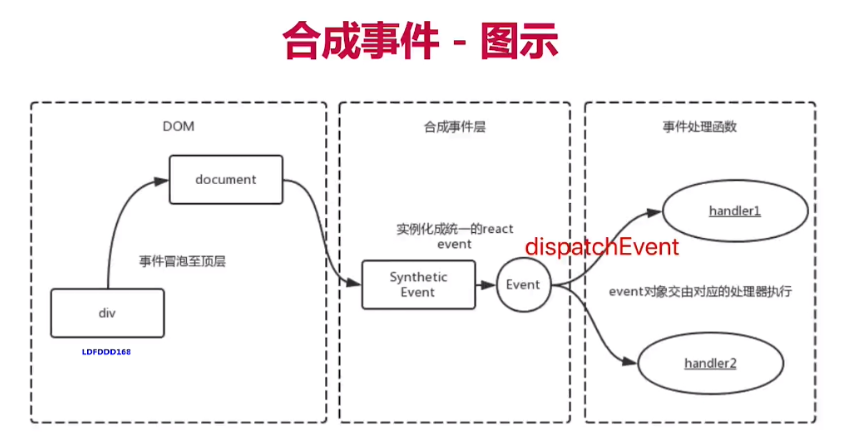 合成事件 - 图示
DOM
document
事件冒泡至顶层
div
LDFDDD168
合成事件层
实例化成统一的react
event
Synthetic
Event
Event
dispatchEvent
事件处理函数
handler1
event对象交由对应的处理器执行
handler2